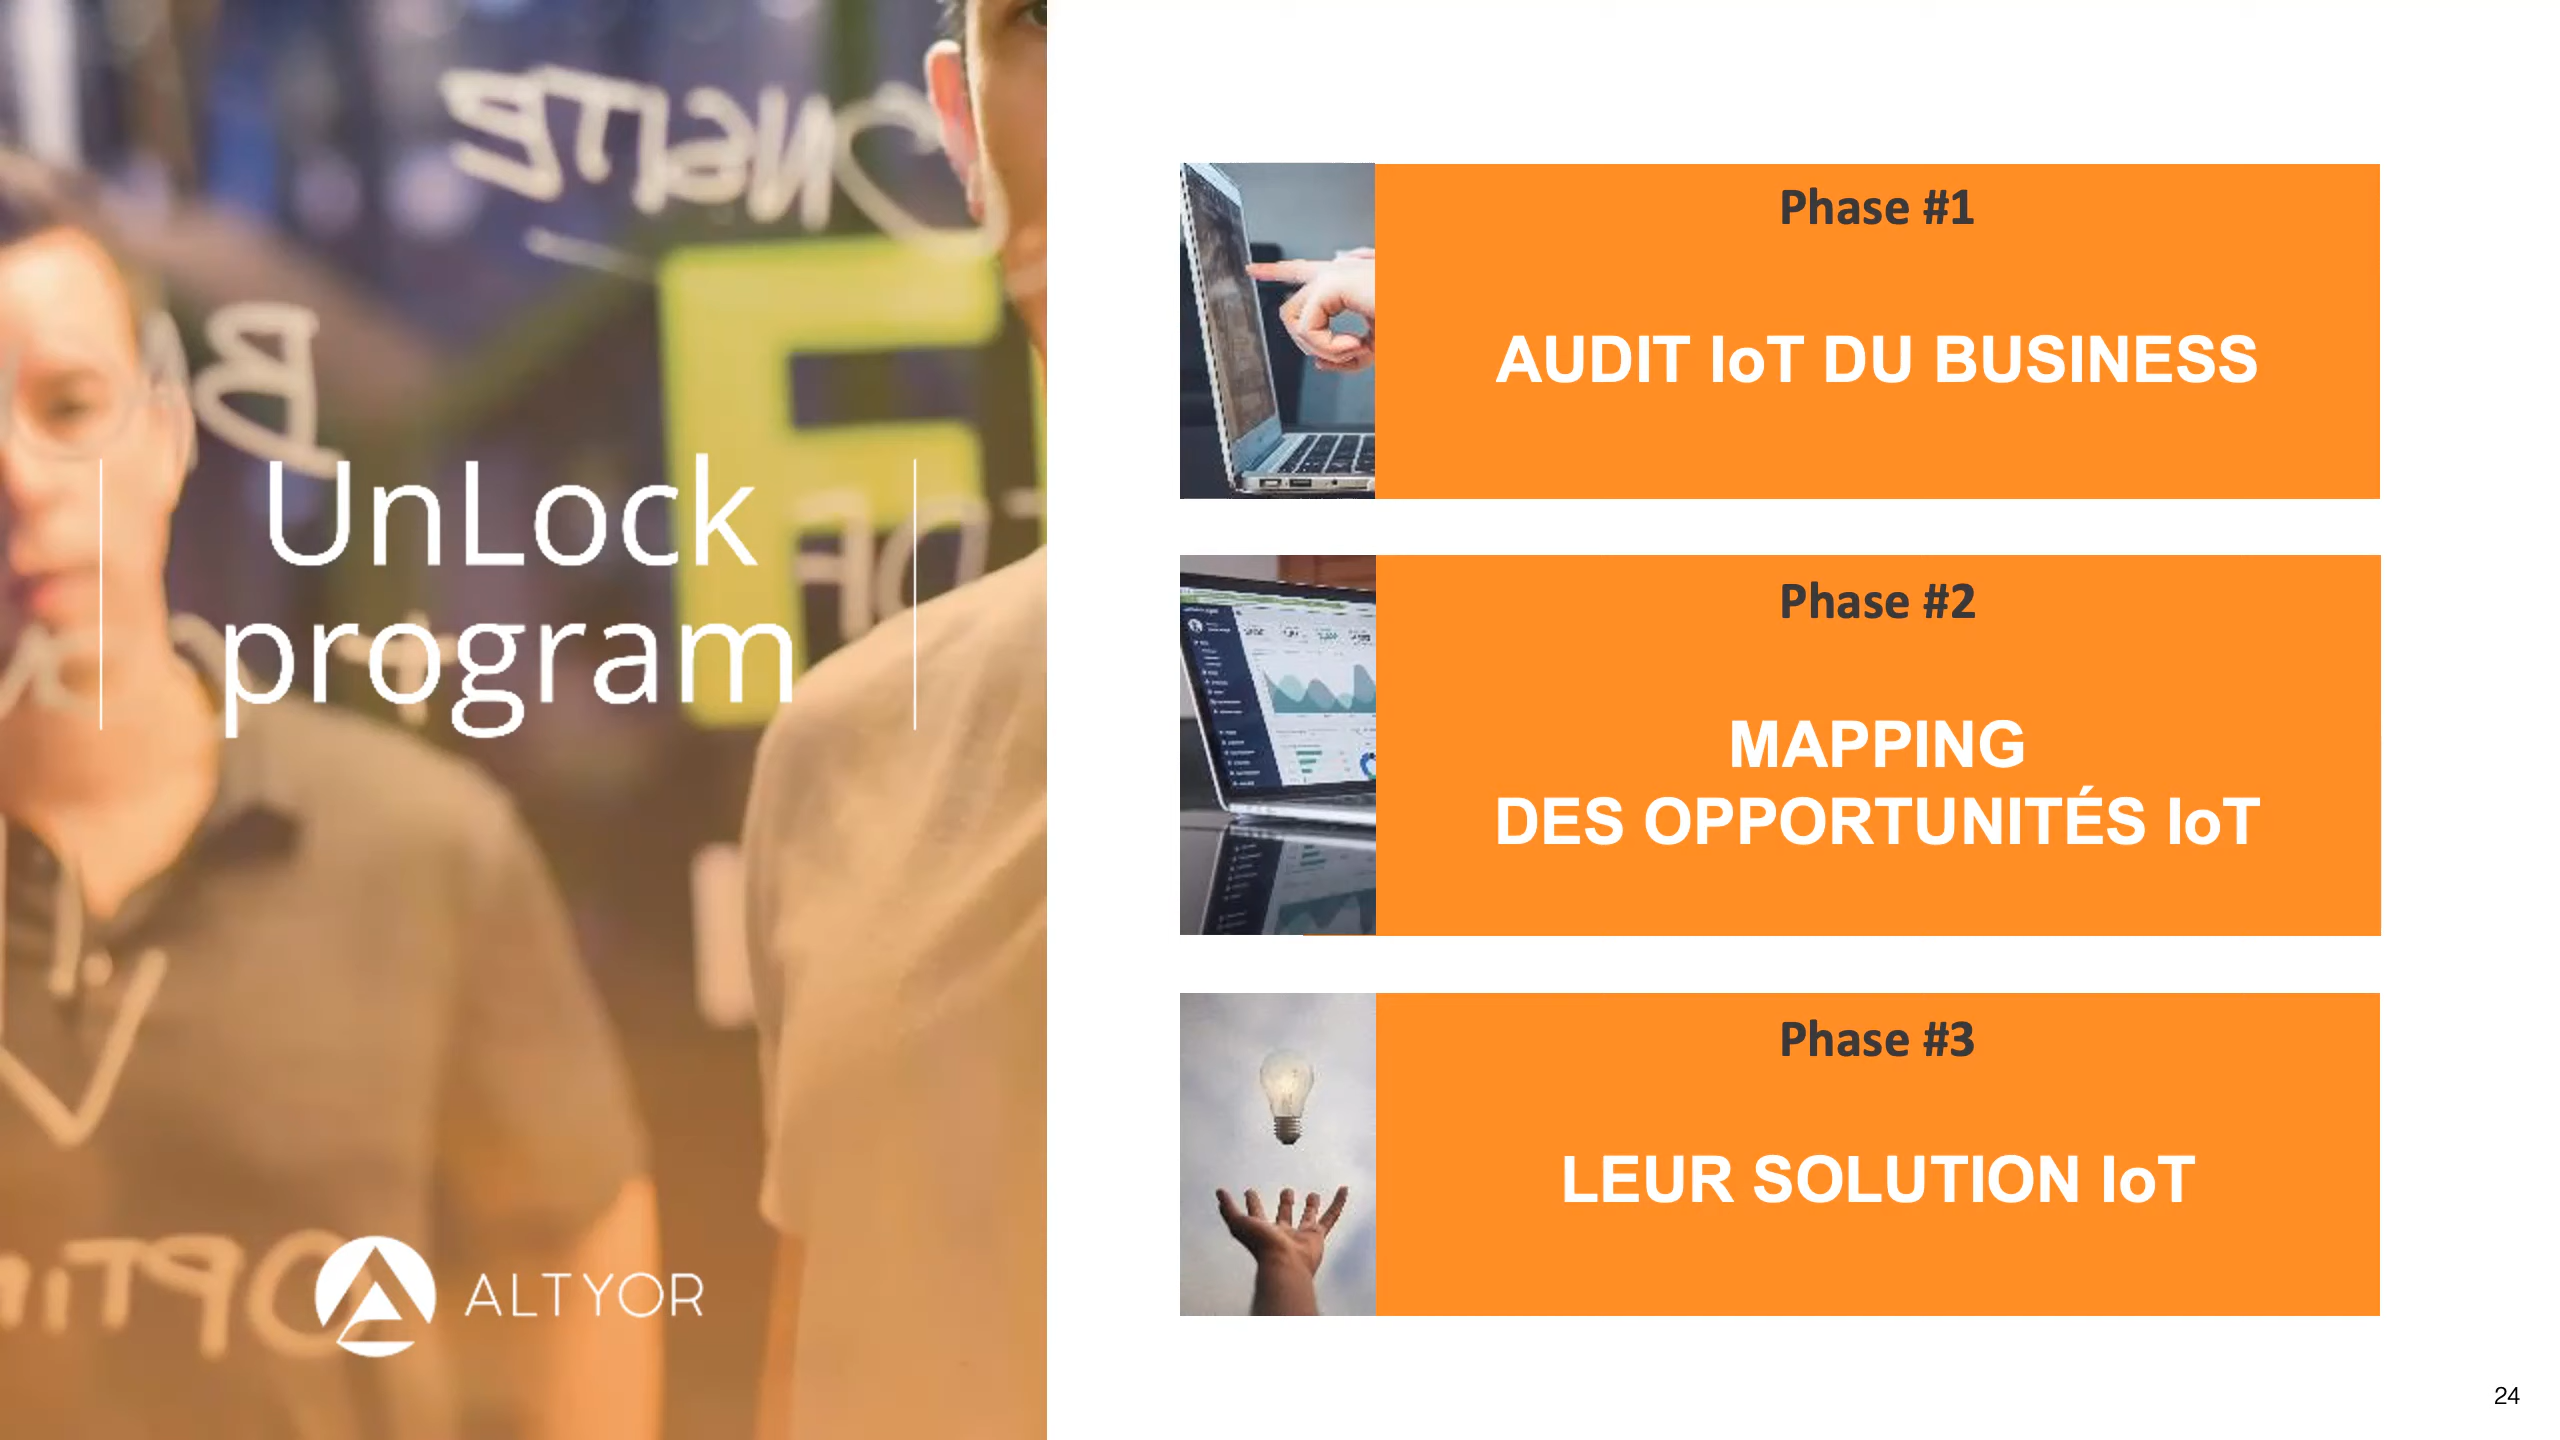 UnLock
program
ALTYOR
Phase #1
AUDIT IoT DU BUSINESS
Phase #2
MAPPING
DES OPPORTUNITÉS IoT
Phase #3
LEUR SOLUTION IoT
24